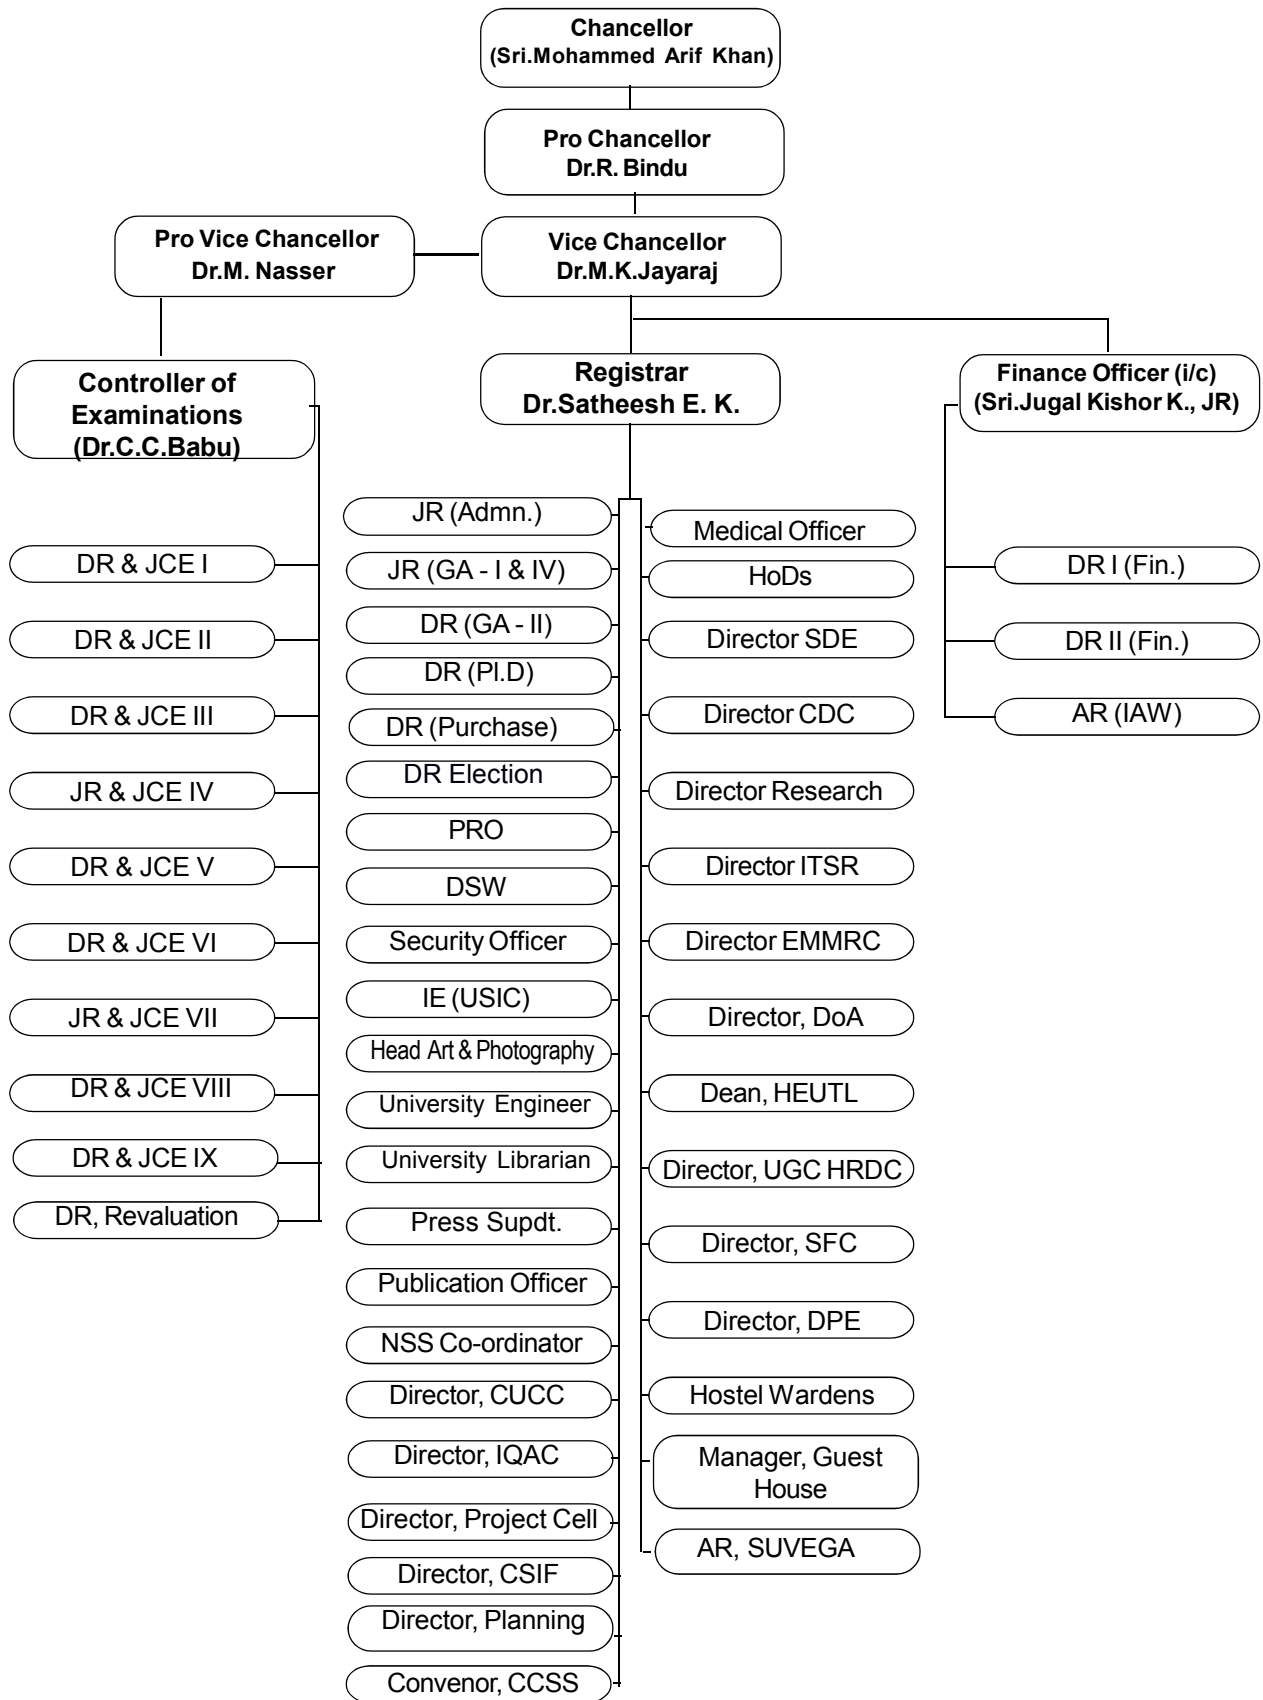 Chancellor
(Sri.Mohammed Arif Khan)
Pro Chancellor
Dr.R. Bindu
Pro Vice Chancellor
Dr.M. Nasser
Vice Chancellor
Dr.M.K.Jayaraj
Controller of
Examinations
(Dr.C.C.Babu)
Registrar
Dr.Satheesh E. K.
Finance Officer (i/c)
(Sri.Jugal Kishor K., JR)
DR & JCE I
DR & JCE II
DR & JCE III
JR & JCE IV
DR & JCE V
DR & JCE VI
JR & JCE VII
DR & JCE VIII
DR & JCE IX
DR, Revaluation
JR (Admn.)
JR (GA - I & IV)
DR (GA - II)
DR (Pl.D)
DR (Purchase)
DR Election
PRO
DSW
Security Officer
IE (USIC)
Head Art & Photography
University Engineer
University Librarian
Press Supdt.
Publication Officer
NSS Co-ordinator
Director, CUCC
Director, IQAC
Director, Project Cell
Director, CSIF
Director, Planning
Convenor, CCSS
Medical Officer
HoDs
Director SDE
Director CDC
Director Research
Director ITSR
Director EMMRC
Director, DoA
Dean, HEUTL
Director, UGC HRDC
Director, SFC
Director, DPE
Hostel Wardens
Manager, Guest
House
AR, SUVEGA
DR I (Fin.)
DR II (Fin.)
AR (IAW)